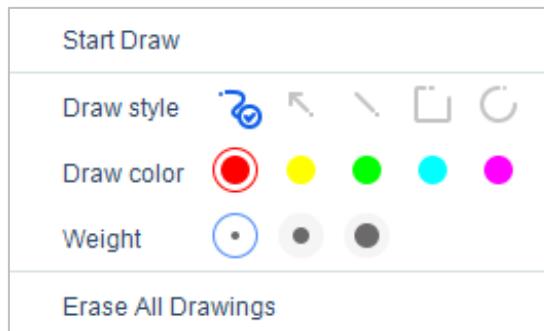 Start Draw
Draw style
Draw color
Weight
Erase All Drawings